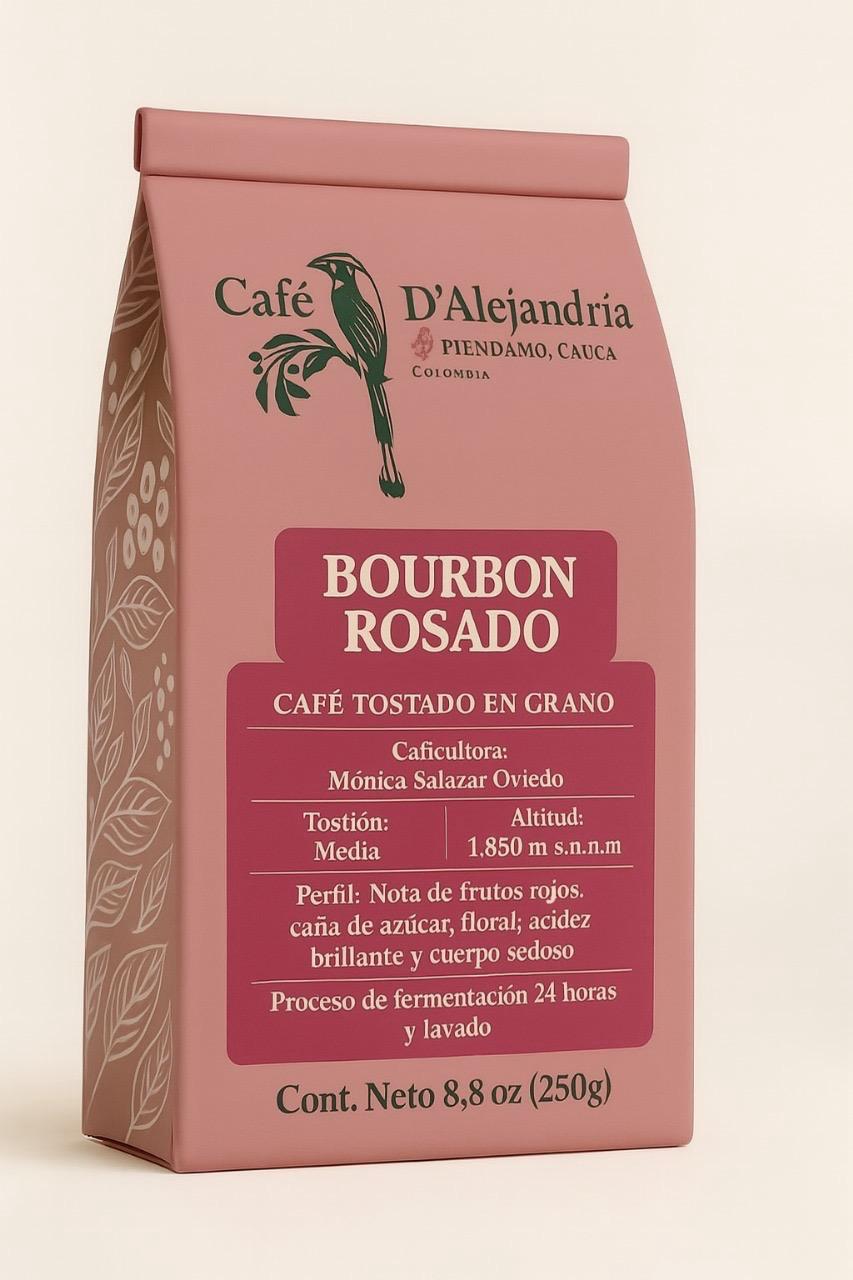 Café D'Alejandría
PIENDAMO, CAUCA
COLOMBIA
BOURBON
ROSADO
CAFÉ TOSTADO EN GRANO
Caficultora:
Mónica Salazar Oviedo
Tostión:
Media
Altitud:
1,850 m s.n.n.m
Perfil: Nota de frutos rojos.
caña de azúcar, floral; acidez
brillante y cuerpo sedoso
Proceso de fermentación 24 horas
y lavado
Cont. Neto 8,8 oz (250g)